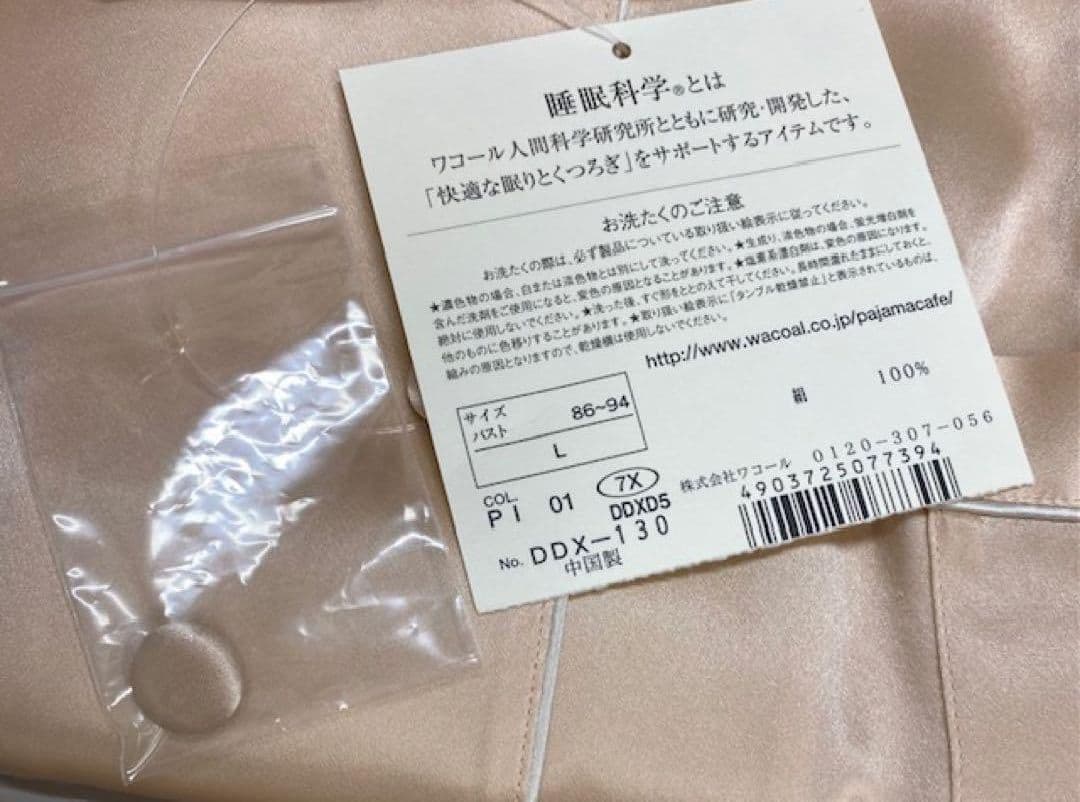 睡眠科学®とは
ワコール人間科学研究所とともに研究・開発した、
「快適な眠りとくつろぎ」をサポートするアイテムです。
お洗たくのご注意
お洗たくの際は、必ず製品についている取り扱い絵表示に従ってください。
★濃色物の場合、白または淡色物とは別にして洗ってください。★生成り、淡色物の場合、蛍光増白剤を
含んだ洗剤をご使用になると、変色の原因となることがあります。★塩素系漂白剤は、変色の原因になります。
絶対に使用しないでください。★洗った後、すぐ形をととのえて干してください。長時間濡れたままにしておくと、
他のものに色移りすることがあります。★取り扱い絵表示に「タンブル乾燥禁止」と表示されているものは、
縮みの原因となりますので、乾燥機は使用しないでください。
http://www.wacoal.co.jp/pajamacafe/
サイズ
バスト 86~94
L
絹 100%
COL.
PI 01 7X
DDXD5
No. DDX-130
中国製
株式会社ワコール 0120-307-056
4903725077394